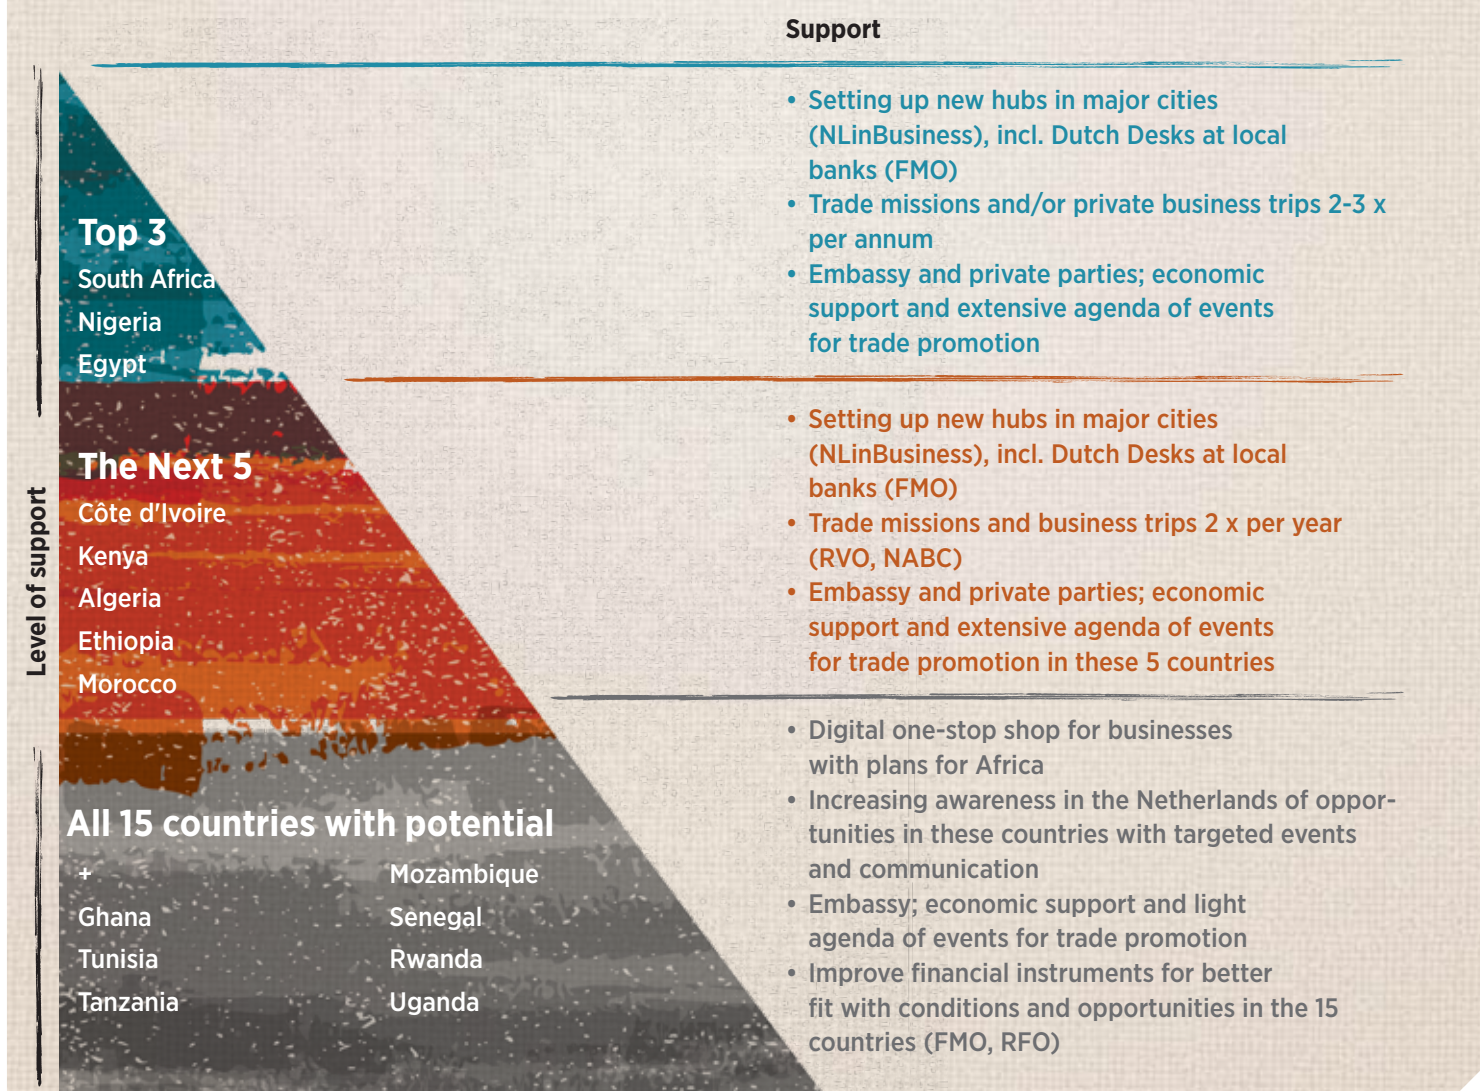 Support
Level of support
Top 3
South Africa
Nigeria
Egypt
• Setting up new hubs in major cities
(NLinBusiness), incl. Dutch Desks at local
banks (FMO)
• Trade missions and/or private business trips 2-3 x
per annum
• Embassy and private parties; economic
support and extensive agenda of events
for trade promotion
The Next 5
Côte d'Ivoire
Kenya
Algeria
Ethiopia
Morocco
• Setting up new hubs in major cities
(NLinBusiness), incl. Dutch Desks at local
banks (FMO)
• Trade missions and business trips 2 x per year
(RVO, NABC)
• Embassy and private parties; economic
support and extensive agenda of events
for trade promotion in these 5 countries
All 15 countries with potential
+
Ghana
Tunisia
Tanzania
Mozambique
Senegal
Rwanda
Uganda
• Digital one-stop shop for businesses
with plans for Africa
• Increasing awareness in the Netherlands of oppor-
tunities in these countries with targeted events
and communication
• Embassy; economic support and light
agenda of events for trade promotion
• Improve financial instruments for better
fit with conditions and opportunities in the 15
countries (FMO, RFO)